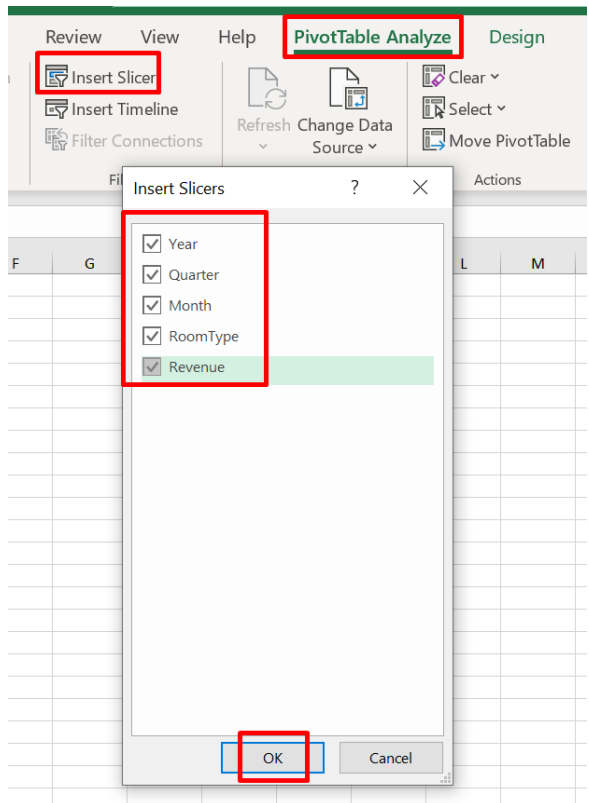 Review View Help PivotTable Analyze Design
Insert Slicer
Insert Timeline
Filter Connections
Refresh
Change Data
Source
Clear
Select
Move PivotTable
Fil
Actions
Insert Slicers ?
F G L M
Year
Quarter
Month
RoomType
Revenue
OK Cancel